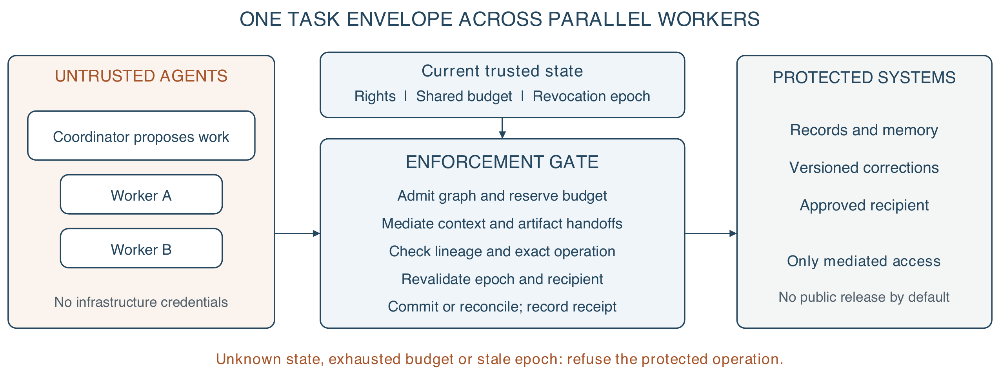 ONE TASK ENVELOPE ACROSS PARALLEL WORKERS
UNTRUSTED AGENTS
Coordinator proposes work
Worker A
Worker B
No infrastructure credentials
Current trusted state
Rights | Shared budget | Revocation epoch
ENFORCEMENT GATE
Admit graph and reserve budget
Mediate context and artifact handoffs
Check lineage and exact operation
Revalidate epoch and recipient
Commit or reconcile; record receipt
PROTECTED SYSTEMS
Records and memory
Versioned corrections
Approved recipient
Only mediated access
No public release by default
Unknown state, exhausted budget or stale epoch: refuse the protected operation.